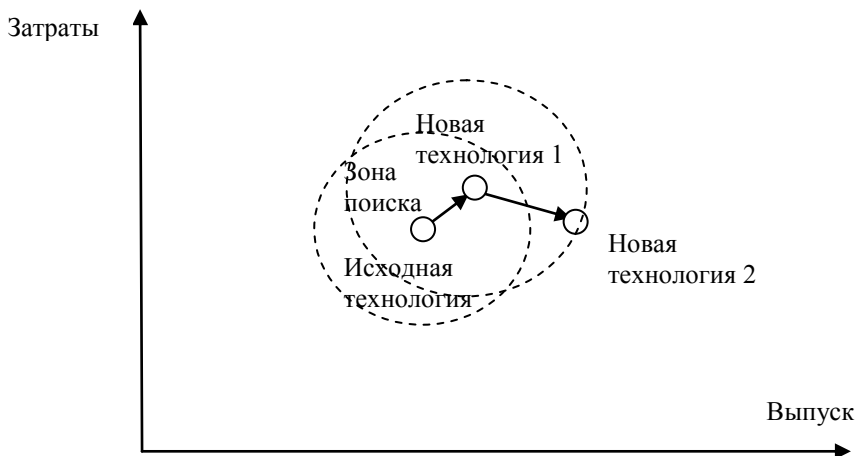 Затраты
Новая
технология 1
Зона
поиска
Исходная
технология
Новая
технология 2
Выпуск